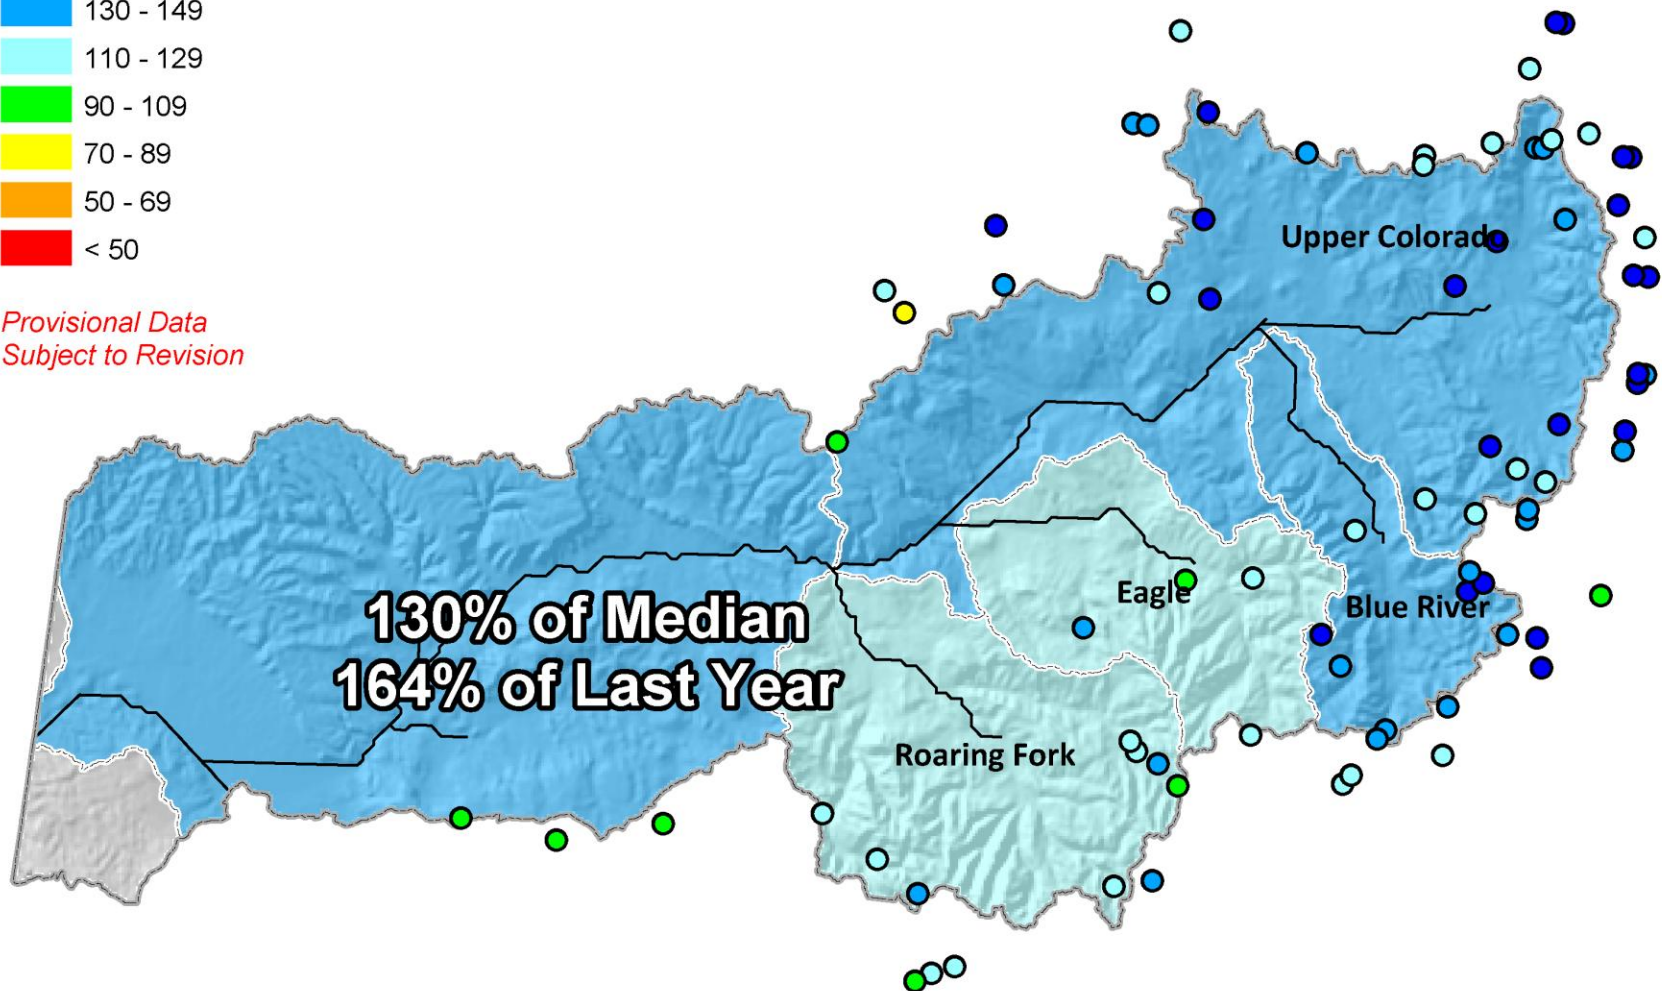 130 - 149
110 - 129
90 - 109
70 - 89
50 - 69
< 50
Provisional Data
Subject to Revision
Upper Colorado
Eagle
Blue River
130% of Median
164% of Last Year
Roaring Fork